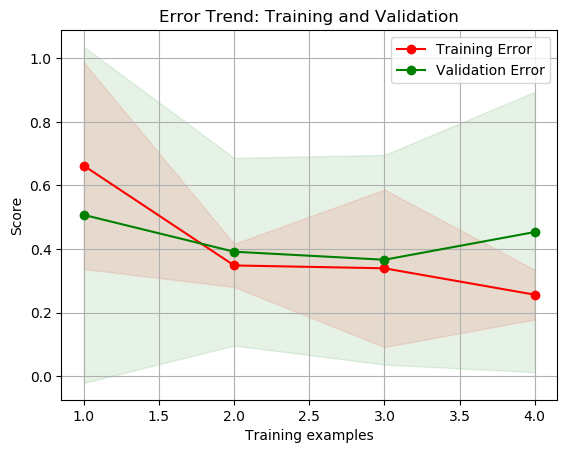 Error Trend: Training and Validation
Training Error
Validation Error
Score
1.0
0.8
0.6
0.4
0.2
0.0
1.0 1.5 2.0 2.5 3.0 3.5 4.0
Training examples